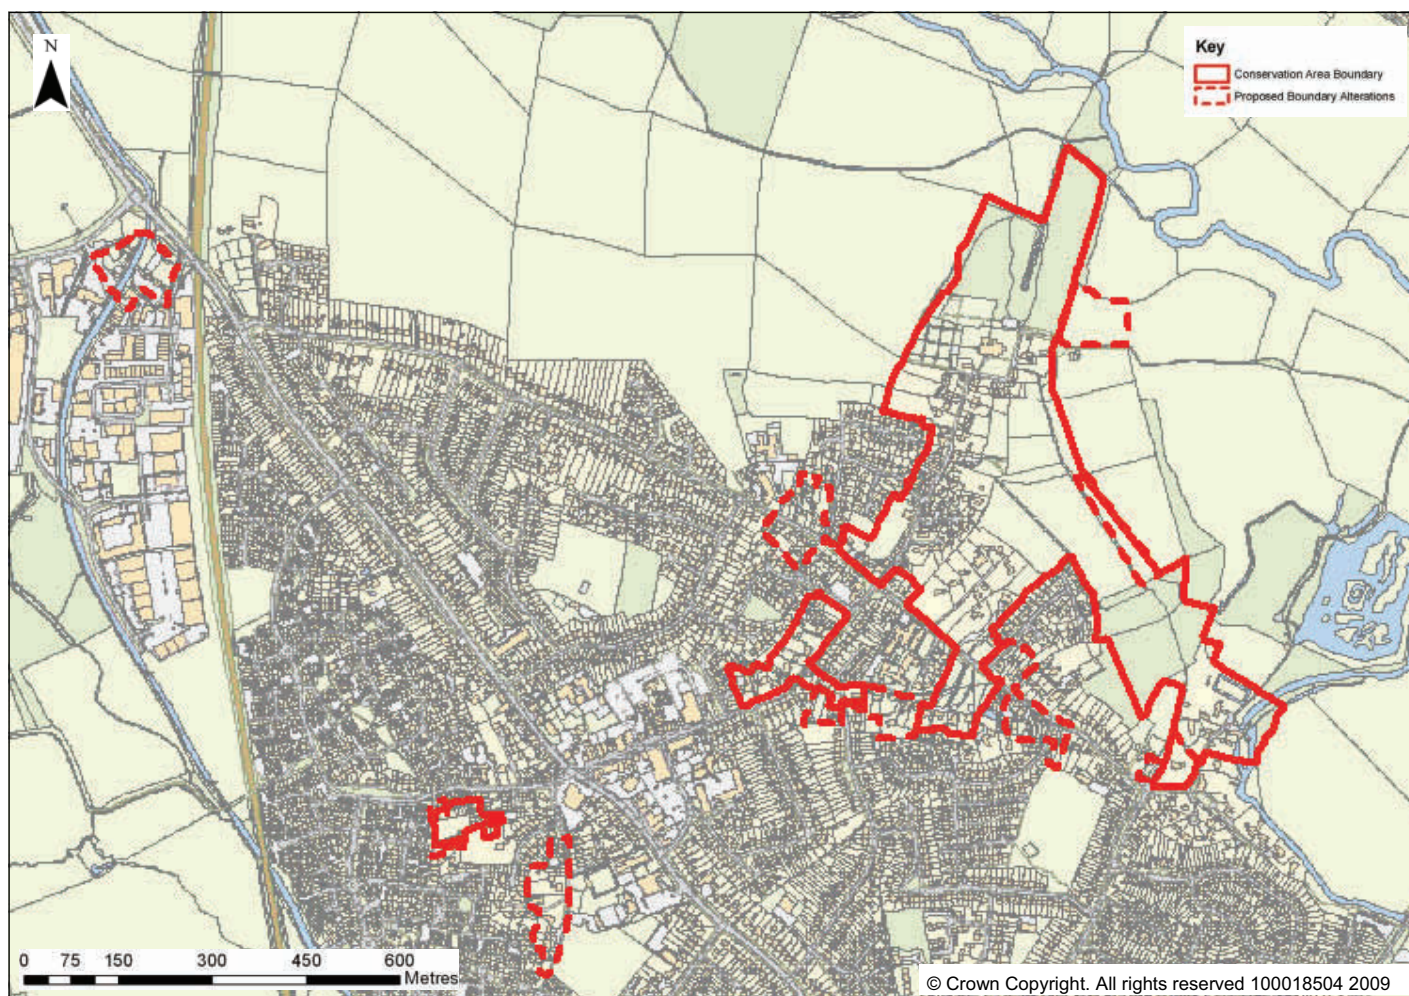 N
Key
Conservation Area Boundary
Proposed Boundary Alterations
0 75 150 300 450 600
Metres
© Crown Copyright. All rights reserved 100018504 2009